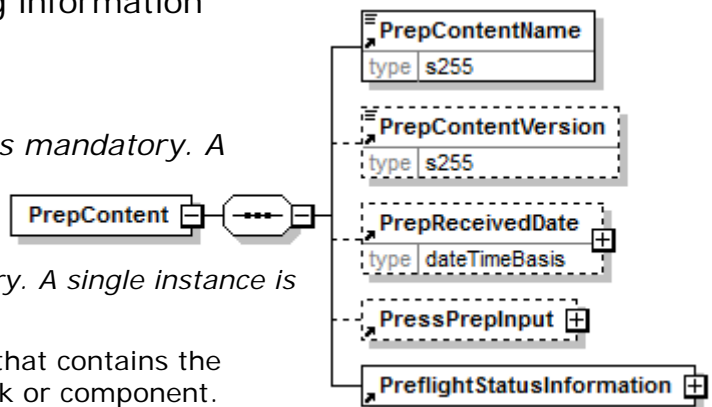 g Information
s mandatory. A
ry. A single instance is
that contains the
k or component.
PrepContent
PrepContentName
type s255
PrepContentVersion
type s255
PrepReceivedDate
type dateTimeBasis
PressPrepInput
PreflightStatusInformation